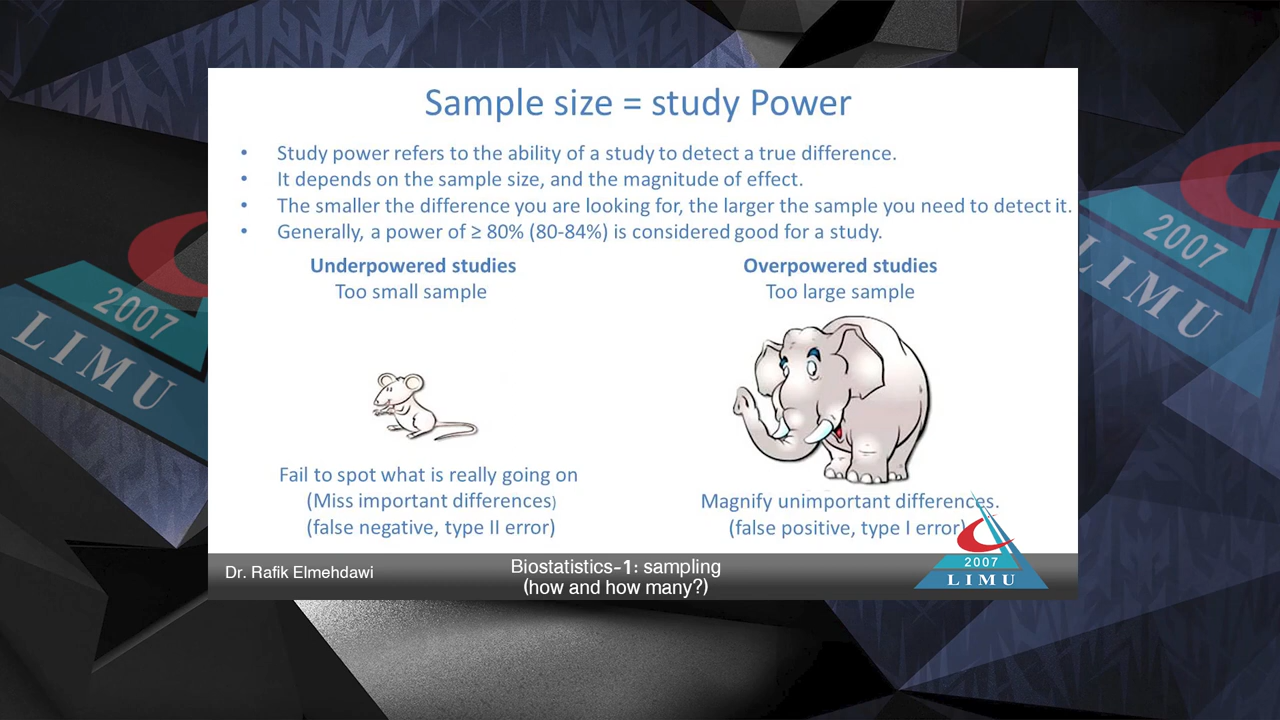 Sample size = study Power
• Study power refers to the ability of a study to detect a true difference.
• It depends on the sample size, and the magnitude of effect.
• The smaller the difference you are looking for, the larger the sample you need to detect it.
• Generally, a power of ≥ 80% (80-84%) is considered good for a study.
Underpowered studies
Too small sample
Fail to spot what is really going on
(Miss important differences)
(false negative, type II error)
Overpowered studies
Too large sample
Magnify unimportant differences.
(false positive, type I error)
Dr. Rafik Elmehdawi
Biostatistics-1: sampling
(how and how many?)
2007
LIMU
2007
LIMU
2007
LIMU